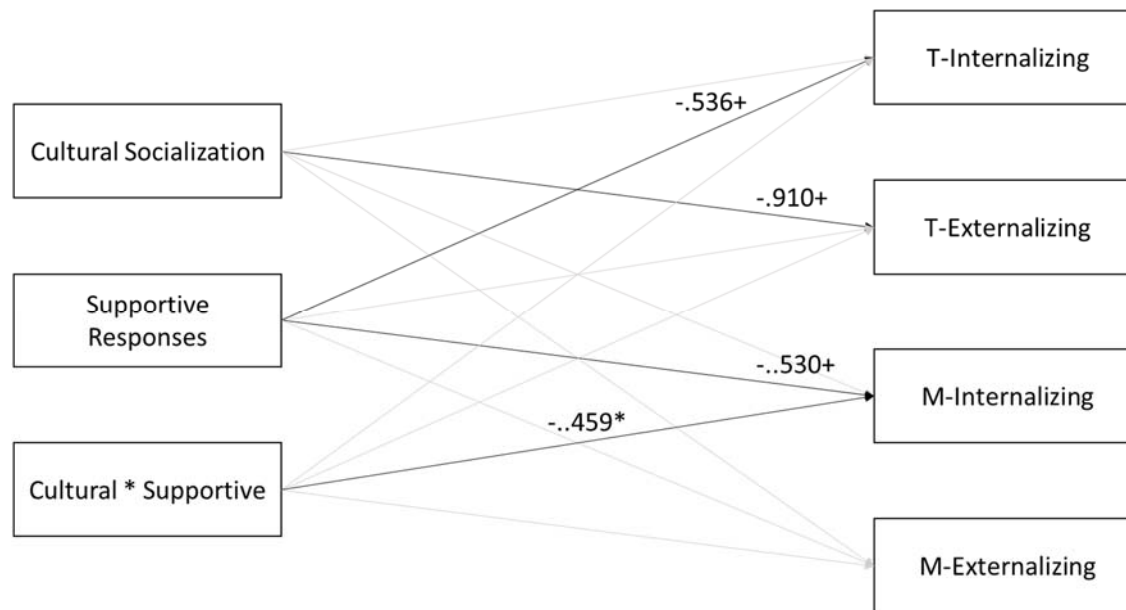 T-Internalizing
-.536+
Cultural Socialization
-.910+
T-Externalizing
Supportive
Responses
-..530+
M-Internalizing
-..459*
Cultural * Supportive
M-Externalizing